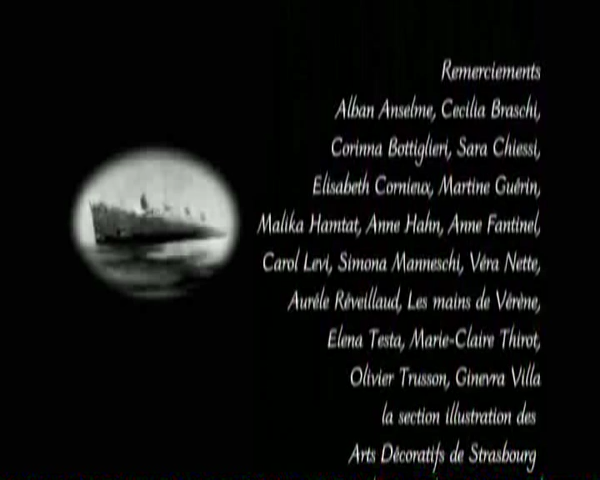 Remerciements
Alban Anselme, Cecilia Braschi,
Corinna Bottiglieri, Sara Chiessi,
Elisabeth Cornieux, Martine Guérin,
Malika Hamtat, Anne Hahn, Anne Fantinel,
Carol Levi, Simona Manneschi, Véra Nette,
Auréle Réveillaud, Les mains de Vérène,
Elena Testa, Marie-Claire Thirot,
Olivier Trusson, Ginevra Villa
la section illustration des
Arts Décoratifs de Strasbourg